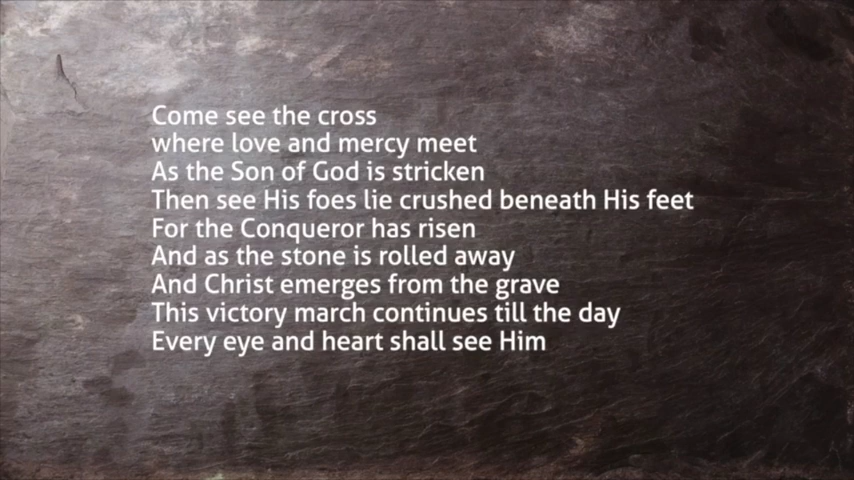 Come see the cross
where love and mercy meet
As the Son of God is stricken
Then see His foes lie crushed beneath His feet
For the Conqueror has risen
And as the stone is rolled away
And Christ emerges from the grave
This victory march continues till the day
Every eye and heart shall see Him